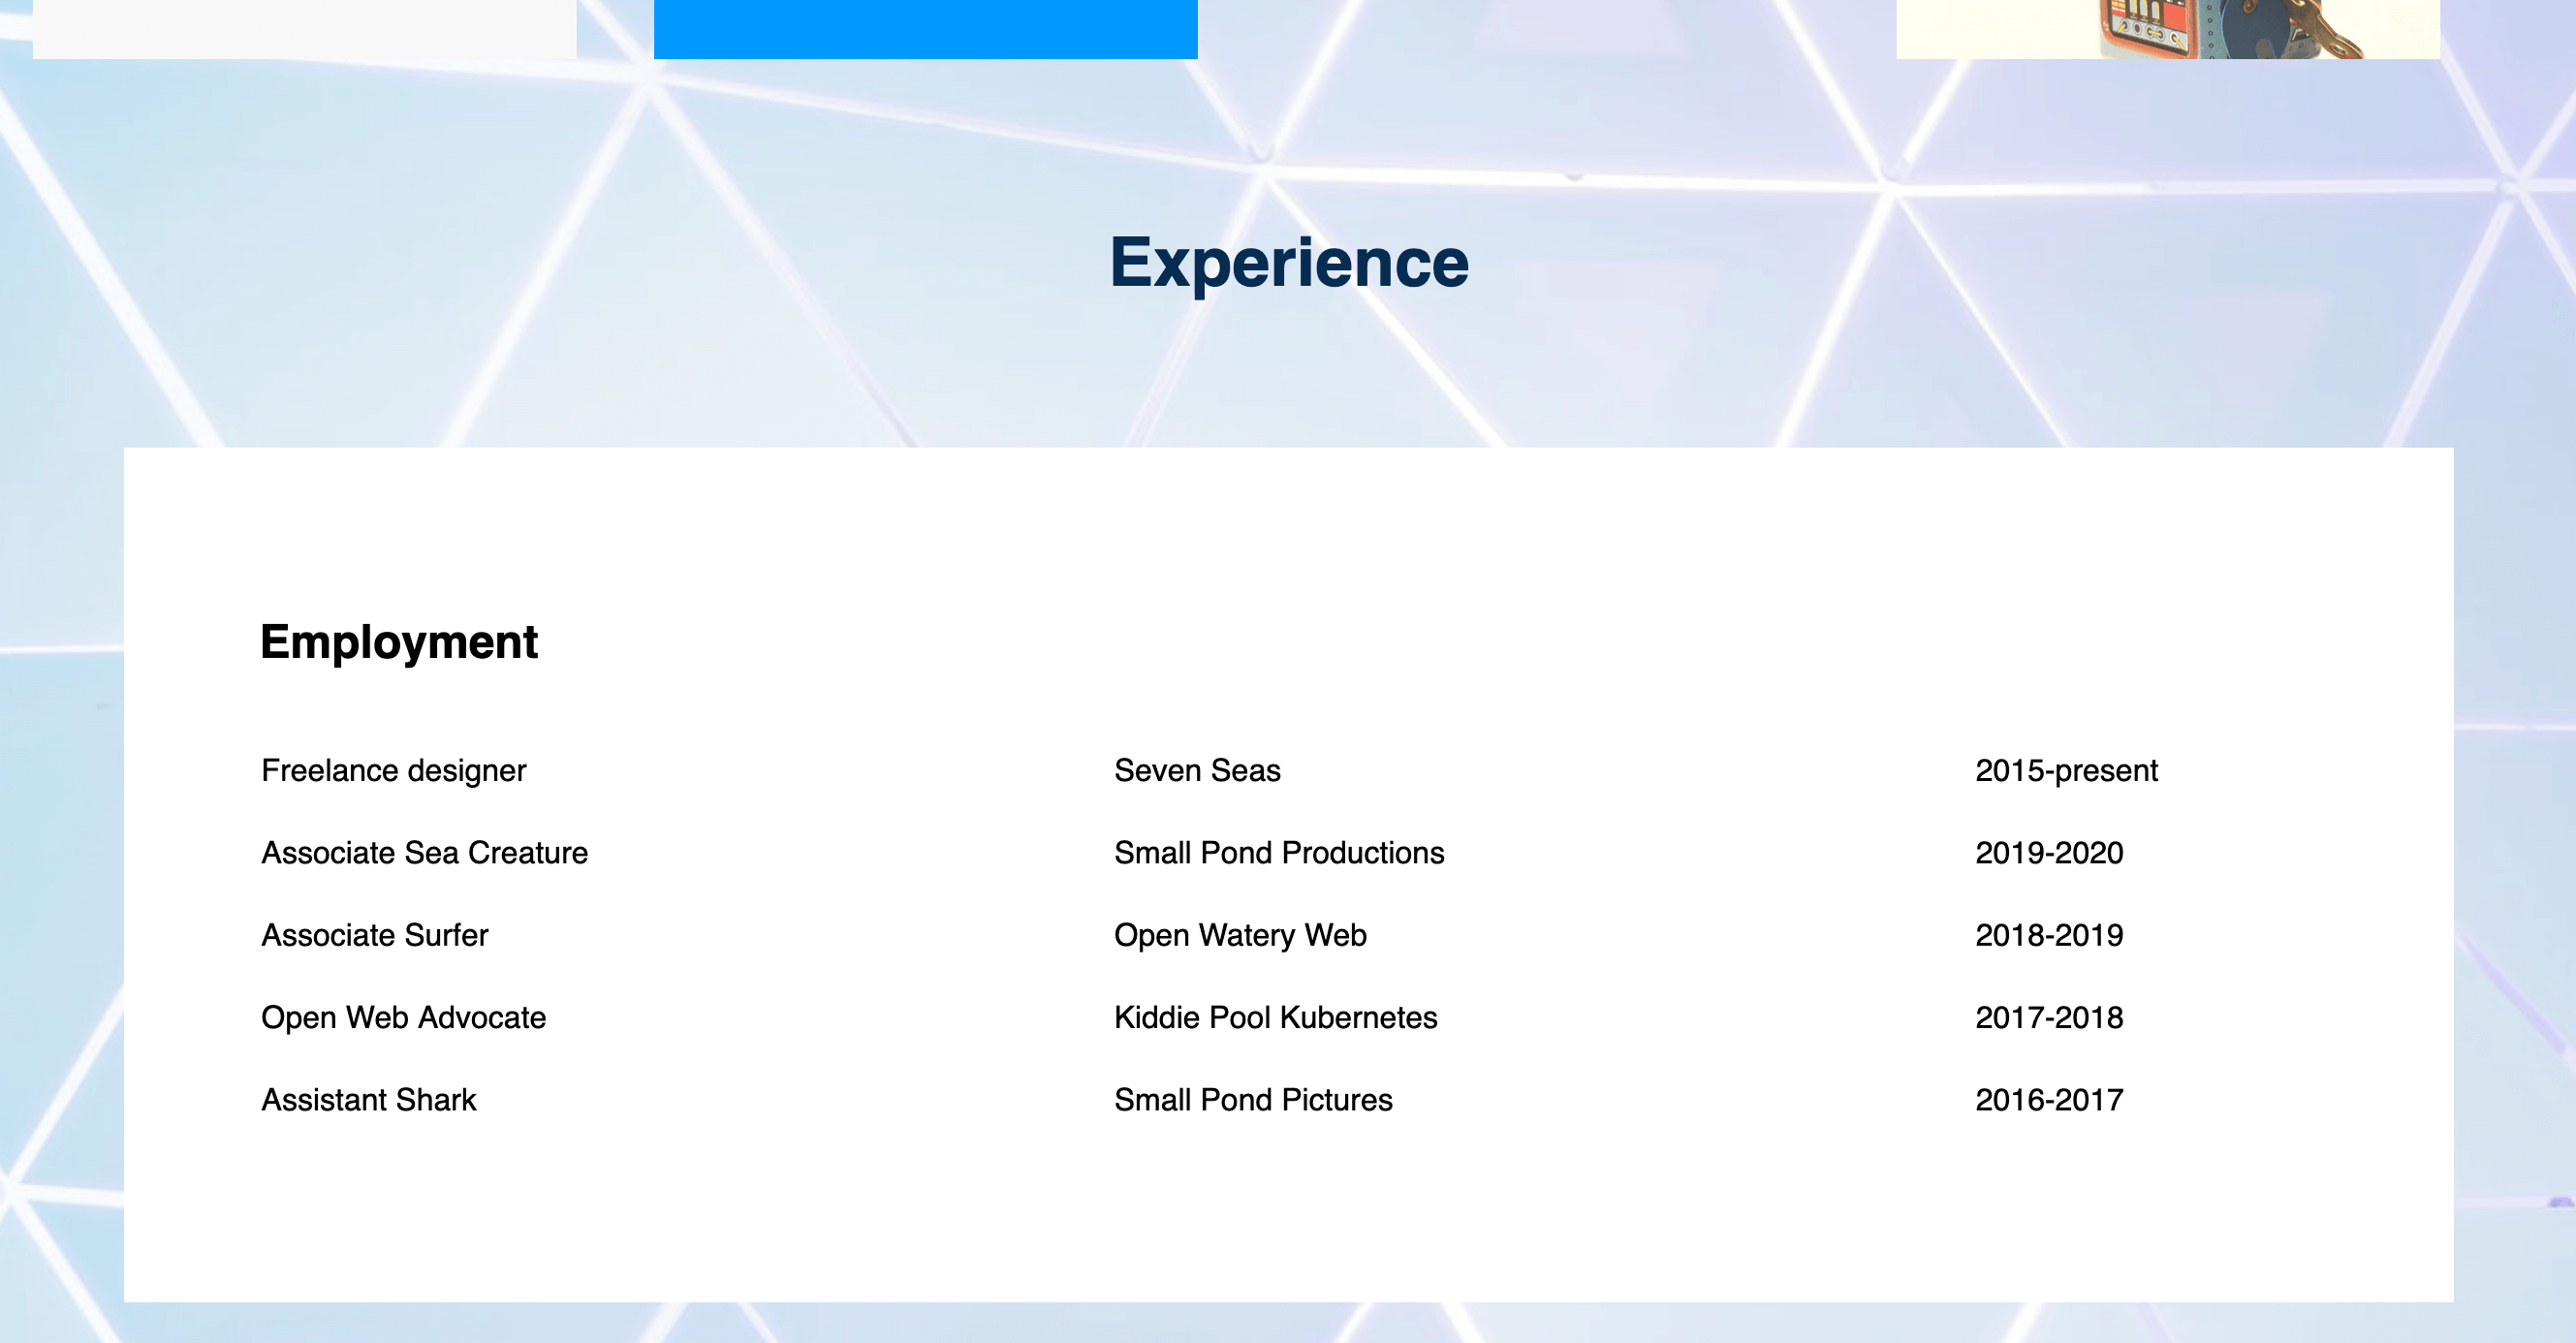 Experience
Employment
Freelance designer Seven Seas 2015-present
Associate Sea Creature Small Pond Productions 2019-2020
Associate Surfer Open Watery Web 2018-2019
Open Web Advocate Kiddie Pool Kubernetes 2017-2018
Assistant Shark Small Pond Pictures 2016-2017